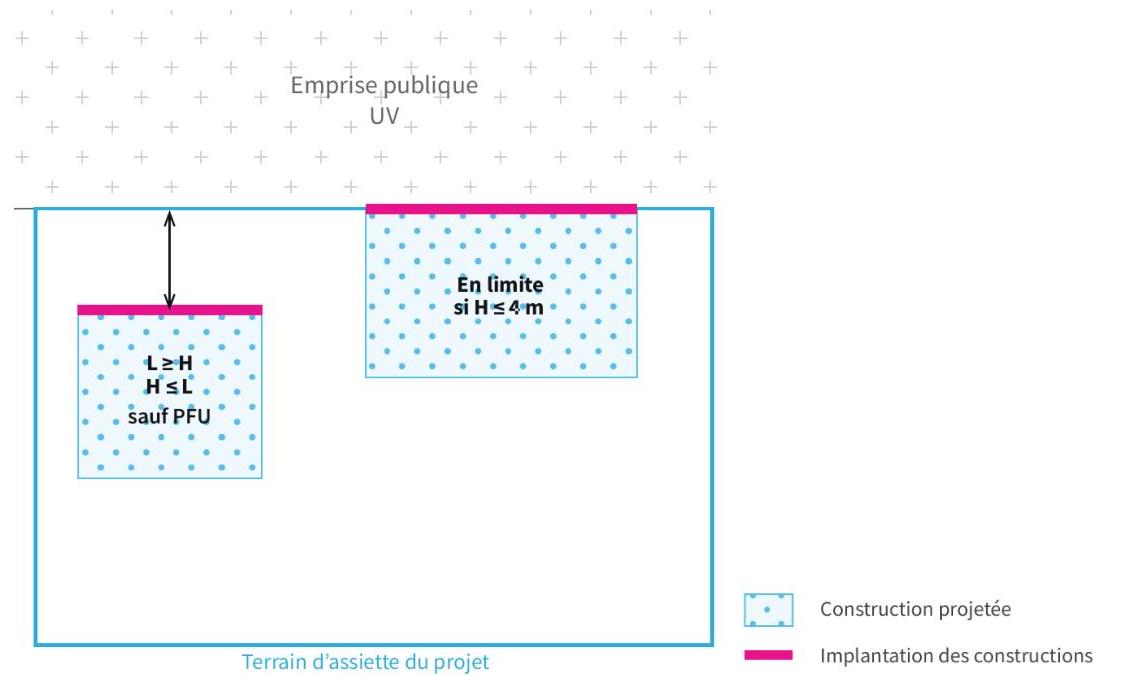 Emprise publique
UV
En limite
si H ≤ 4 m
L ≥ H
H ≤ L
sauf PFU
Construction projetée
Implantation des constructions
Terrain d’assiette du projet